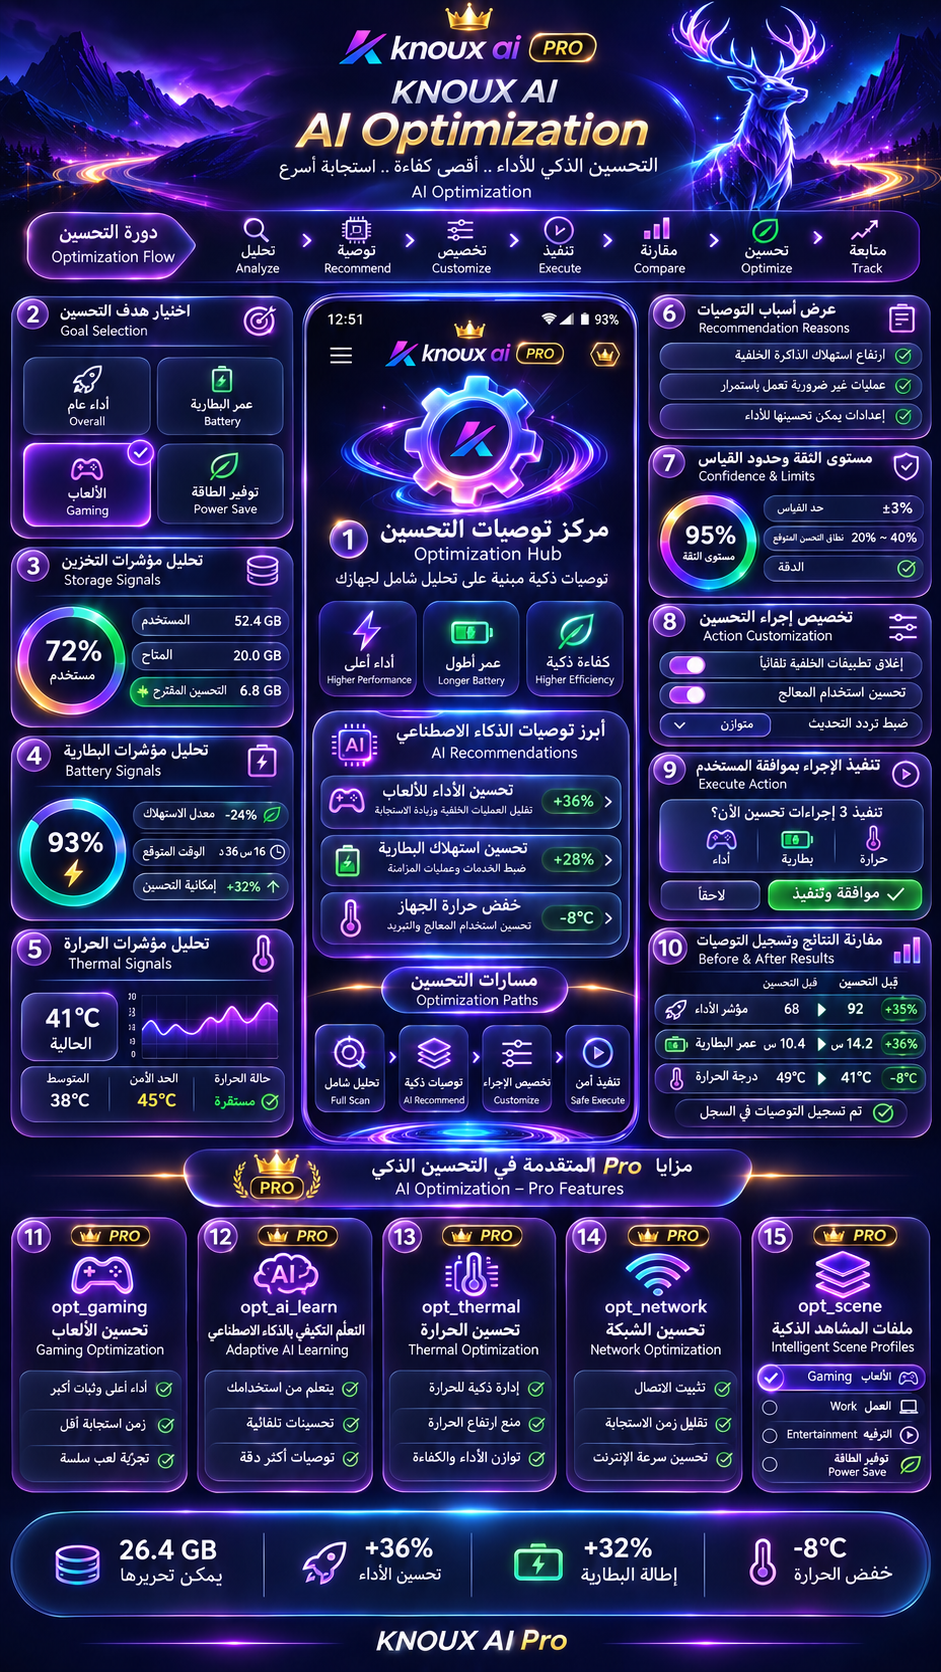 knoux ai PRO
KNOUX AI
AI Optimization
التحسين الذكي للأداء .. أقصى كفاءة .. استجابة أسرع
AI Optimization
دورة التحسين
Optimization Flow
تحليل
Analyze
توصية
Recommend
تخصيص
Customize
تنفيذ
Execute
مقارنة
Compare
تحسين
Optimize
متابعة
Track
2
اختيار هدف التحسين
Goal Selection
أداء عام
Overall
عمر البطارية
Battery
الألعاب
Gaming
توفير الطاقة
Power Save
3
تحليل مؤشرات التخزين
Storage Signals
72%
مستخدم
المستخدم 52.4 GB
المتاح 20.0 GB
التحسين المقترح 6.8 GB
4
تحليل مؤشرات البطارية
Battery Signals
93%
معدل الاستهلاك -24%
الوقت المتوقع 16 س 36 د
إمكانية التحسين +32%
5
تحليل مؤشرات الحرارة
Thermal Signals
41°C
الحالية
المتوسط
38°C
الحد الأمن
45°C
حالة الحرارة
مستقرة
12:51
93%
knoux ai PRO
1
مركز توصيات التحسين
Optimization Hub
توصيات ذكية مبنية على تحليل شامل لجهازك
أداء أعلى
Higher Performance
عمر أطول
Longer Battery
كفاءة ذكية
Higher Efficiency
AI
أبرز توصيات الذكاء الاصطناعي
AI Recommendations
تحسين الأداء للألعاب
تقليل العمليات الخلفية وزيادة الاستجابة
+36%
تحسين استهلاك البطارية
ضبط الخدمات وعمليات المزامنة
+28%
خفض حرارة الجهاز
تحسين استخدام المعالج والتبريد
-8°C
مسارات التحسين
Optimization Paths
تحليل شامل
Full Scan
توصيات ذكية
AI Recommend
تخصيص الإجراء
Customize
تنفيذ آمن
Safe Execute
6
عرض أسباب التوصيات
Recommendation Reasons
ارتفاع استهلاك الذاكرة الخلفية
عمليات غير ضرورية تعمل باستمرار
إعدادات يمكن تحسينها للأداء
7
مستوى الثقة وحدود القياس
Confidence & Limits
95%
مستوى الثقة
حد القياس ±3%
نطاق التحسن المتوقع 20% ~ 40%
الدقة
8
تخصيص إجراء التحسين
Action Customization
إغلاق تطبيقات الخلفية تلقائياً
تحسين استخدام المعالج
ضبط تردد التحديث
متوازن
9
تنفيذ الإجراء بموافقة المستخدم
Execute Action
تنفيذ 3 إجراءات تحسين الأن؟
أداء
بطارية
حرارة
لاحقاً
موافقة وتنفيذ
10
مقارنة النتائج وتسجيل التوصيات
Before & After Results
قبل التحسين
قبل التحسين
مؤشر الأداء 68 92 +35%
عمر البطارية 10.4 س 14.2 س +36%
درجة الحرارة 49°C 41°C -8°C
تم تسجيل التوصيات في السجل
PRO
مزايا Pro المتقدمة في التحسين الذكي
AI Optimization – Pro Features
11
PRO
opt_gaming
تحسين الألعاب
Gaming Optimization
أداء أعلى وثبات أكبر
زمن استجابة أقل
تجربة لعب سلسة
12
PRO
AI
opt_ai_learn
التعلم التكيفي بالذكاء الاصطناعي
Adaptive AI Learning
يتعلم من استخدامك
تحسينات تلقائية
توصيات أكثر دقة
13
PRO
opt_thermal
تحسين الحرارة
Thermal Optimization
إدارة ذكية للحرارة
منع ارتفاع الحرارة
توازن الأداء والكفاءة
14
PRO
opt_network
تحسين الشبكة
Network Optimization
تثبيت الاتصال
تقليل زمن الاستجابة
تحسين سرعة الإنترنت
15
PRO
opt_scene
ملفات المشاهد الذكية
Intelligent Scene Profiles
الألعاب Gaming
العمل Work
الترفيه Entertainment
توفير الطاقة
Power Save
26.4 GB
يمكن تحريرها
+36%
تحسين الأداء
+32%
إطالة البطارية
-8°C
خفض الحرارة
KNOUX AI Pro